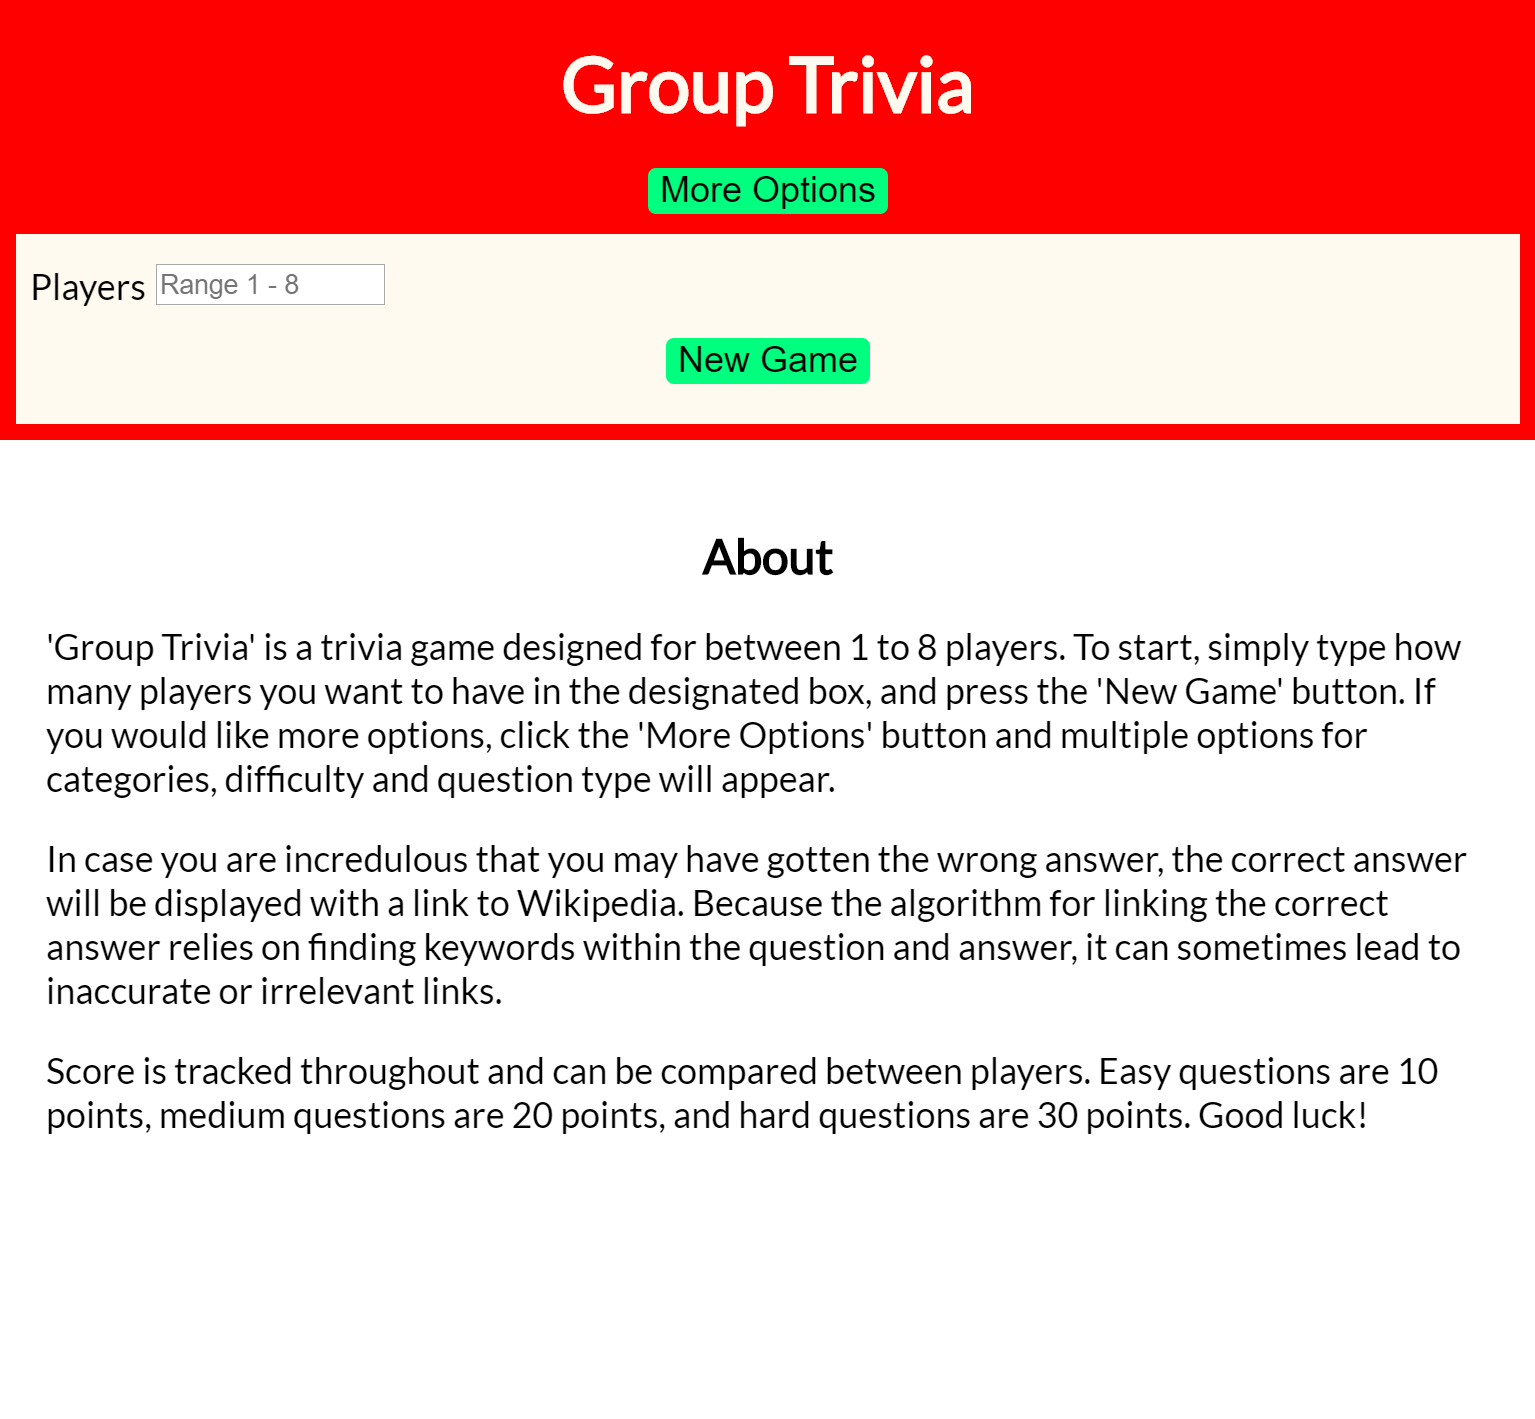 Group Trivia
More Options
Players Range 1 - 8
New Game
About
'Group Trivia' is a trivia game designed for between 1 to 8 players. To start, simply type how
many players you want to have in the designated box, and press the 'New Game' button. If
you would like more options, click the 'More Options' button and multiple options for
categories, difficulty and question type will appear.
In case you are incredulous that you may have gotten the wrong answer, the correct answer
will be displayed with a link to Wikipedia. Because the algorithm for linking the correct
answer relies on finding keywords within the question and answer, it can sometimes lead to
inaccurate or irrelevant links.
Score is tracked throughout and can be compared between players. Easy questions are 10
points, medium questions are 20 points, and hard questions are 30 points. Good luck!